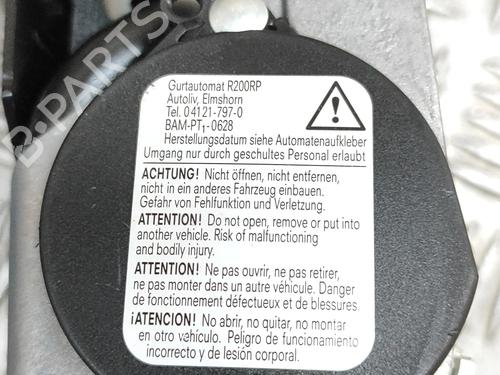 B-PARTS
Gurtautomat R200RP
Autoliv, Elmshorn
Tel. 04121-797-0
BAM-PT1-0628
Herstellungsdatum siehe Automatenaufkleber
Umgang nur durch geschultes Personal erlaubt
ACHTUNG! Nicht öffnen, nicht entfernen,
nicht in ein anderes Fahrzeug einbauen.
Gefahr von Fehlfunktion und Verletzung.
ATTENTION! Do not open, remove or put into
another vehicle. Risk of malfunctioning
and bodily injury.
ATTENTION! Ne pas ouvrir, ne pas retirer,
ne pas monter dans un autre véhicule. Danger
de fonctionnement défectueux et de blessures.
¡ATENCION! No abrir, no quitar, no montar
en otro vehículo. Peligro de funcionamiento
incorrecto y de lesión corporal.